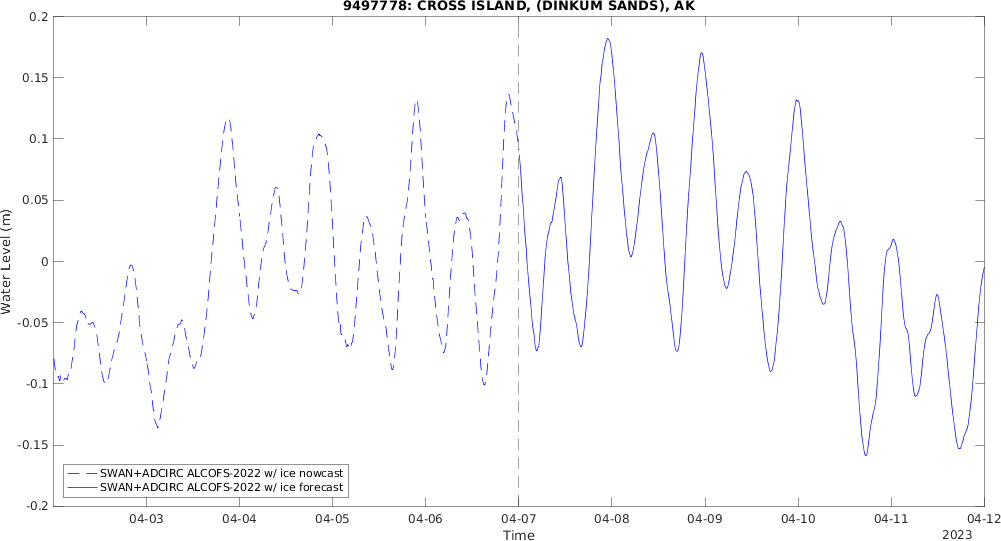 9497778: CROSS ISLAND, (DINKUM SANDS), AK
0.2
0.15
0.1
0.05
0
-0.05
-0.1
-0.15
-0.2
Water Level (m)
SWAN+ADCIRC ALCOFS-2022 w/ ice nowcast
SWAN+ADCIRC ALCOFS-2022 w/ ice forecast
04-03 04-04 04-05 04-06 04-07 04-08 04-09 04-10 04-11 04-12
Time
2023